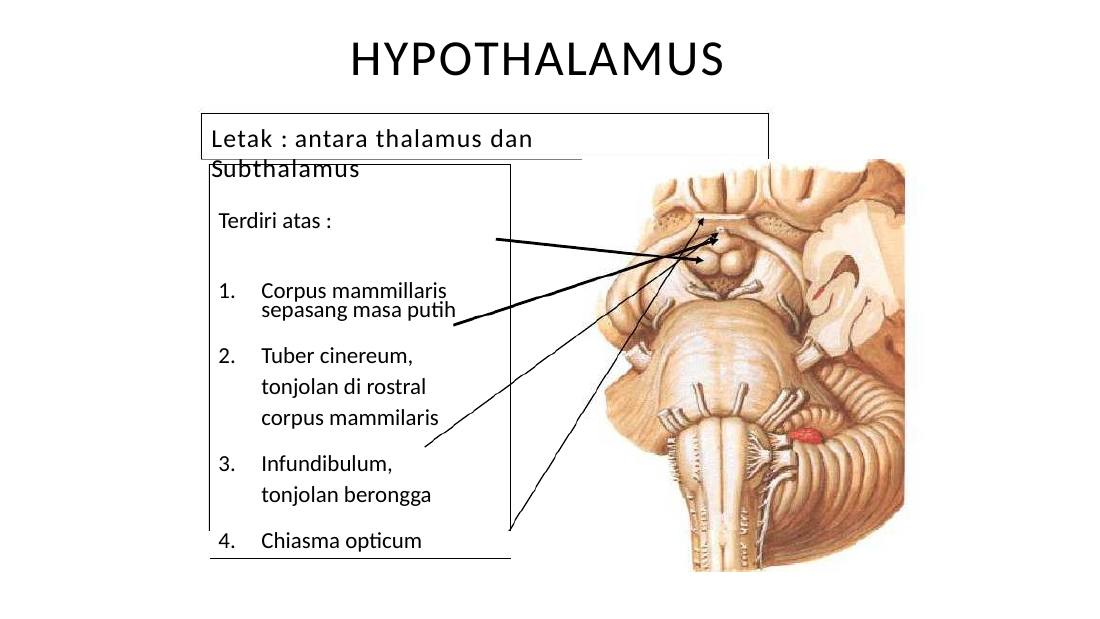 HYPOTHALAMUS
Letak : antara thalamus dan
Subthalamus
Terdiri atas :
1. Corpus mammillaris
sepasang masa putih
2. Tuber cinereum,
tonjolan di rostral
corpus mammilaris
3. Infundibulum,
tonjolan berongga
4. Chiasma opticum